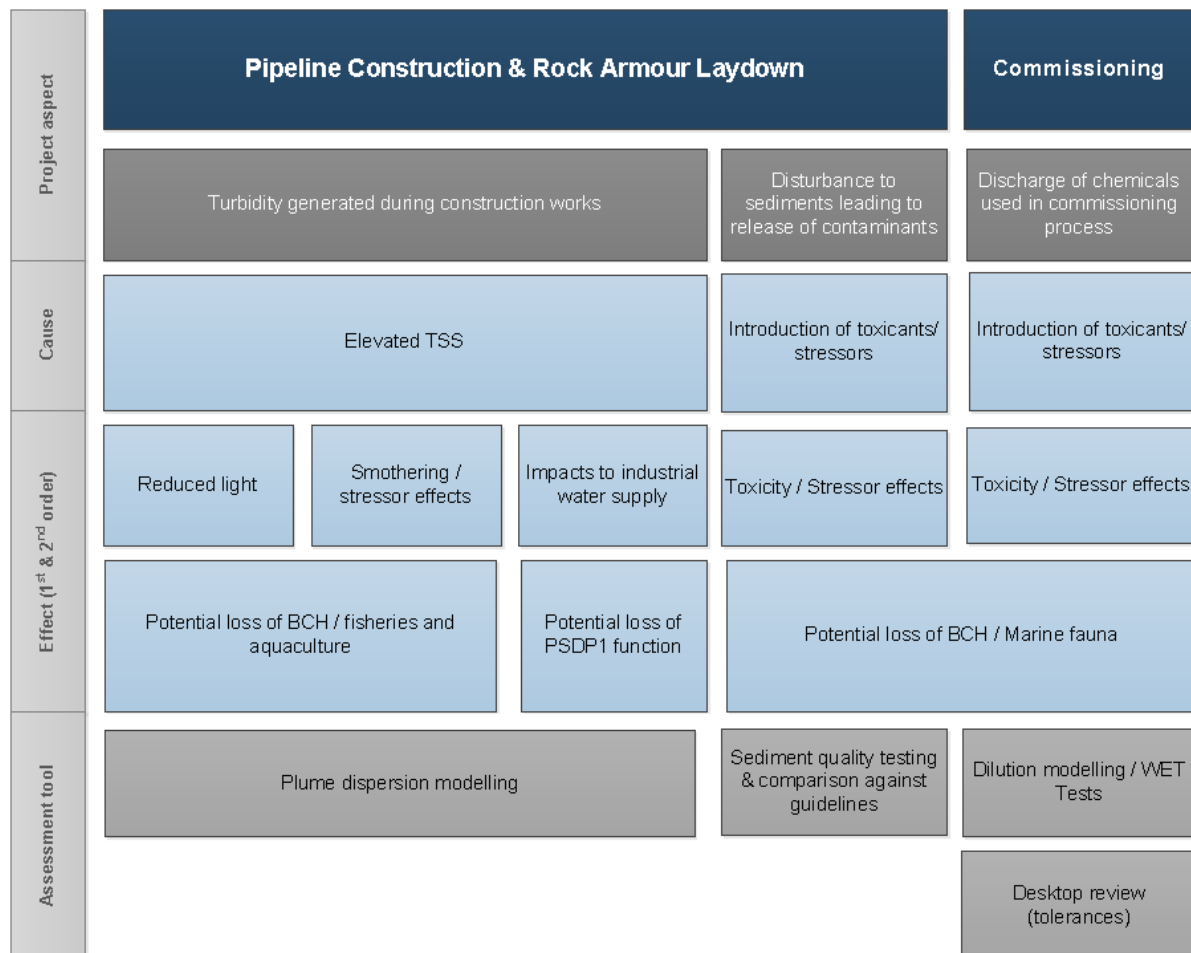 Project aspect
Pipeline Construction & Rock Armour Laydown
Commissioning
Turbidity generated during construction works
Disturbance to
sediments leading to
release of contaminants
Discharge of chemicals
used in commissioning
process
Cause
Elevated TSS
Introduction of toxicants/
stressors
Introduction of toxicants/
stressors
Effect (1st & 2nd order)
Reduced light
Smothering /
stressor effects
Impacts to industrial
water supply
Toxicity / Stressor effects
Toxicity / Stressor effects
Potential loss of BCH / fisheries and
aquaculture
Potential loss of
PSDP1 function
Potential loss of BCH / Marine fauna
Assessment tool
Plume dispersion modelling
Sediment quality testing
& comparison against
guidelines
Dilution modelling / WET
Tests
Desktop review
(tolerances)